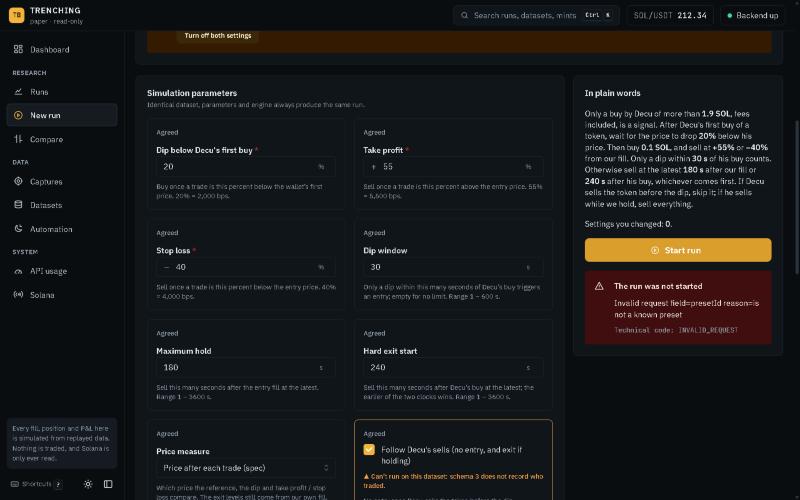 TB
TRENCHING
paper · read-only
Search runs, datasets, mints Ctrl K
SOL/USDT 212.34
Backend up
Dashboard
RESEARCH
Runs
New run
Compare
DATA
Captures
Datasets
Automation
SYSTEM
API usage
Solana
Every fill, position and P&L here
is simulated from replayed data.
Nothing is traded, and Solana is
only ever read.
Shortcuts ?
Turn off both settings
Simulation parameters
Identical dataset, parameters and engine always produce the same run.
Agreed
Dip below Decu's first buy *
20 %
Buy once a trade is this percent below the wallet's first
price. 20% = 2,000 bps.
Agreed
Take profit *
+ 55 %
Sell once a trade is this percent above the entry price. 55%
= 5,500 bps.
Agreed
Stop loss *
− 40 %
Sell once a trade is this percent below the entry price. 40%
= 4,000 bps.
Agreed
Dip window
30 s
Only a dip within this many seconds of Decu's buy triggers
an entry; empty for no limit. Range 1 – 600 s.
Agreed
Maximum hold
180 s
Sell this many seconds after the entry fill at the latest.
Range 1 – 3600 s.
Agreed
Hard exit start
240 s
Sell this many seconds after Decu's buy at the latest; the
earlier of the two clocks wins. Range 1 – 3600 s.
Agreed
Price measure
Price after each trade (spec)
Which price the reference, the dip and take profit / stop
loss compare. The exit levels still come from our own fill.
Agreed
Follow Decu's sells (no entry, and exit if
holding)
▲ Can't run on this dataset: schema 3 does not record who
traded.
In plain words
Only a buy by Decu of more than 1.9 SOL, fees
included, is a signal. After Decu's first buy of a
token, wait for the price to drop 20% below his
price. Then buy 0.1 SOL, and sell at +55% or −40%
from our fill. Only a dip within 30 s of his buy counts.
Otherwise sell at the latest 180 s after our fill or
240 s after his buy, whichever comes first. If Decu
sells the token before the dip, skip it; if he sells
while we hold, sell everything.
Settings you changed: 0.
Start run
The run was not started
Invalid request field=presetId reason=is
not a known preset
Technical code: INVALID_REQUEST